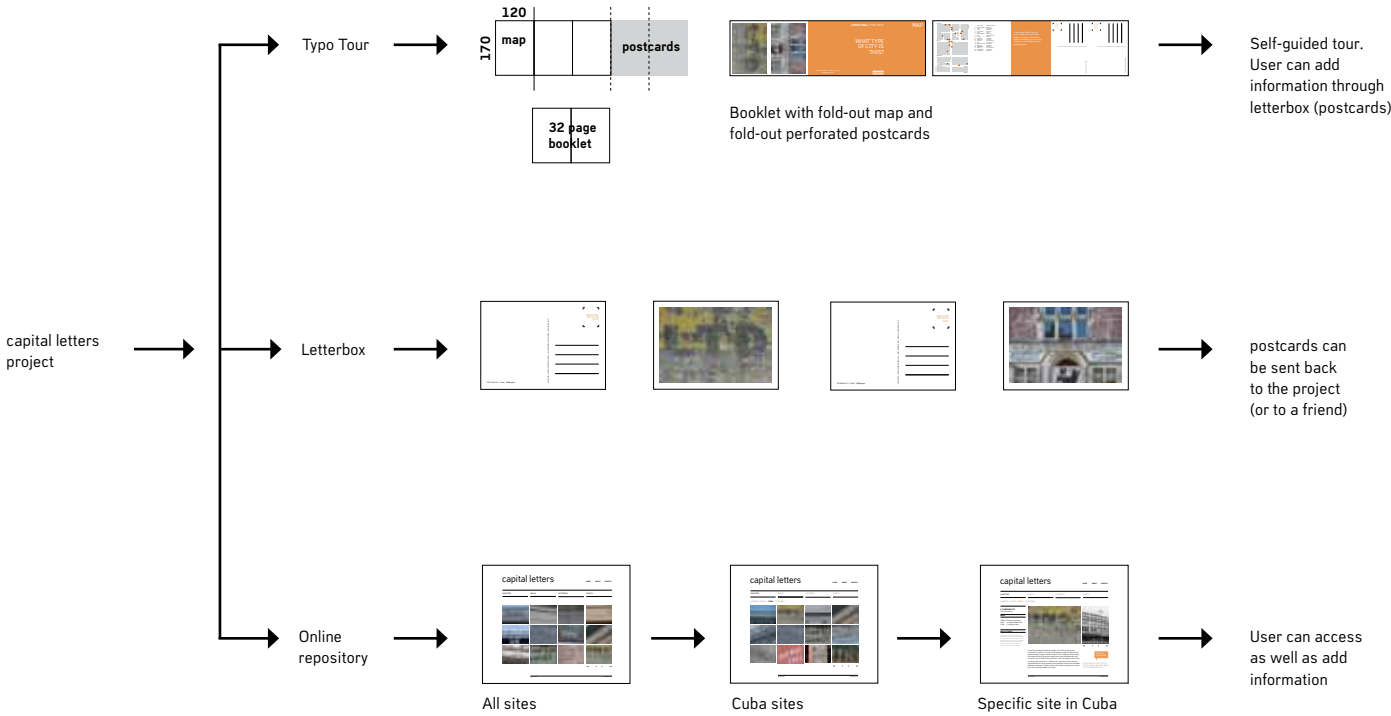 capital letters
project
Typo Tour
120
170
map
postcards
32 page
booklet
WHAT TYPE
OF CITY IS
THIS?
MAP
Booklet with fold-out map and
fold-out perforated postcards
Self-guided tour.
User can add
information through
letterbox (postcards)
Letterbox
postcards can
be sent back
to the project
(or to a friend)
Online
repository
capital letters
All sites
capital letters
Cuba sites
capital letters
Specific site in Cuba
User can access
as well as add
information